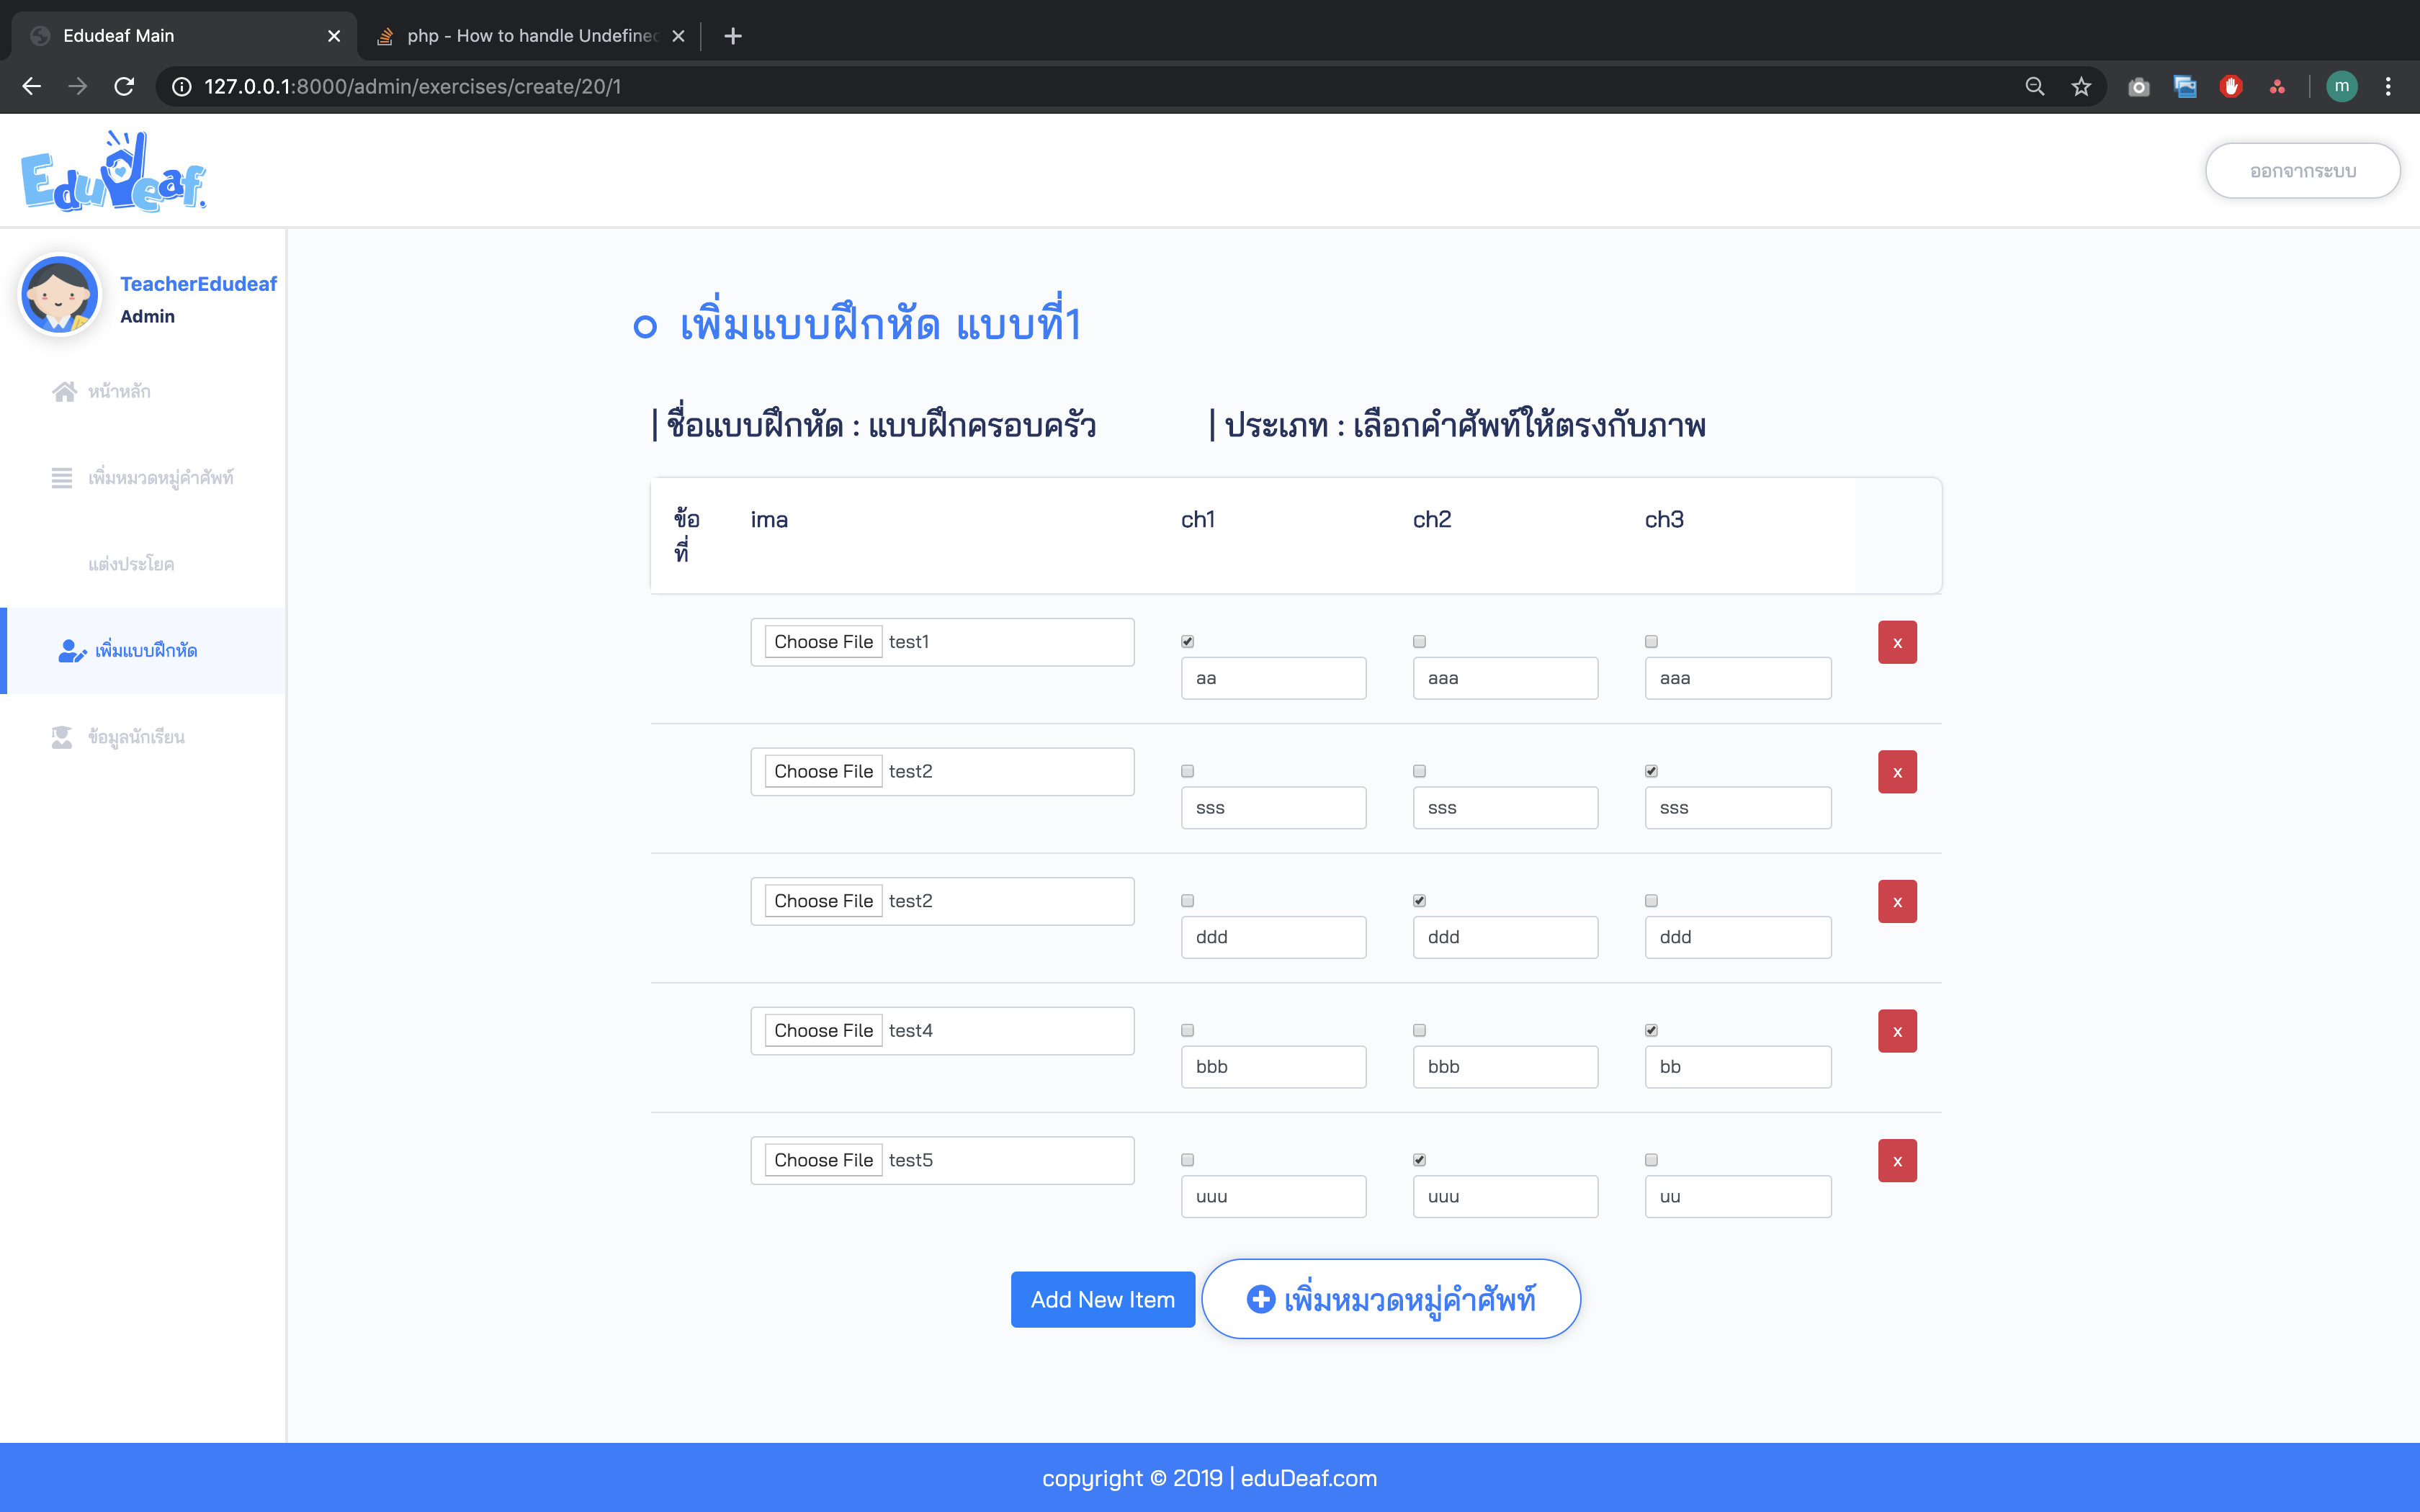 Edudeaf Main
php - How to handle Undefined
127.0.0.1:8000/admin/exercises/create/20/1
m
EduDeaf.
ออกจากระบบ
TeacherEdudeaf
Admin
หน้าหลัก
เพิ่มหมวดหมู่คำศัพท์
แต่งประโยค
เพิ่มแบบฝึกหัด
ข้อมูลนักเรียน
เพิ่มแบบฝึกหัด แบบที่1
| ชื่อแบบฝึกหัด : แบบฝึกครอบครัว | ประเภท : เลือกคำศัพท์ให้ตรงกับภาพ
ข้อที่ ima ch1 ch2 ch3
Choose File test1 aa aaa aaa x
Choose File test2 sss sss sss x
Choose File test2 ddd ddd ddd x
Choose File test4 bbb bbb bb x
Choose File test5 uuu uuu uu x
Add New Item เพิ่มหมวดหมู่คำศัพท์
copyright © 2019 | eduDeaf.com